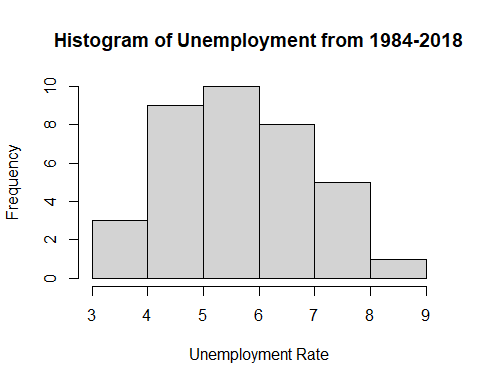 Histogram of Unemployment from 1984-2018
Frequency
10
8
6
4
2
0
3 4 5 6 7 8 9
Unemployment Rate